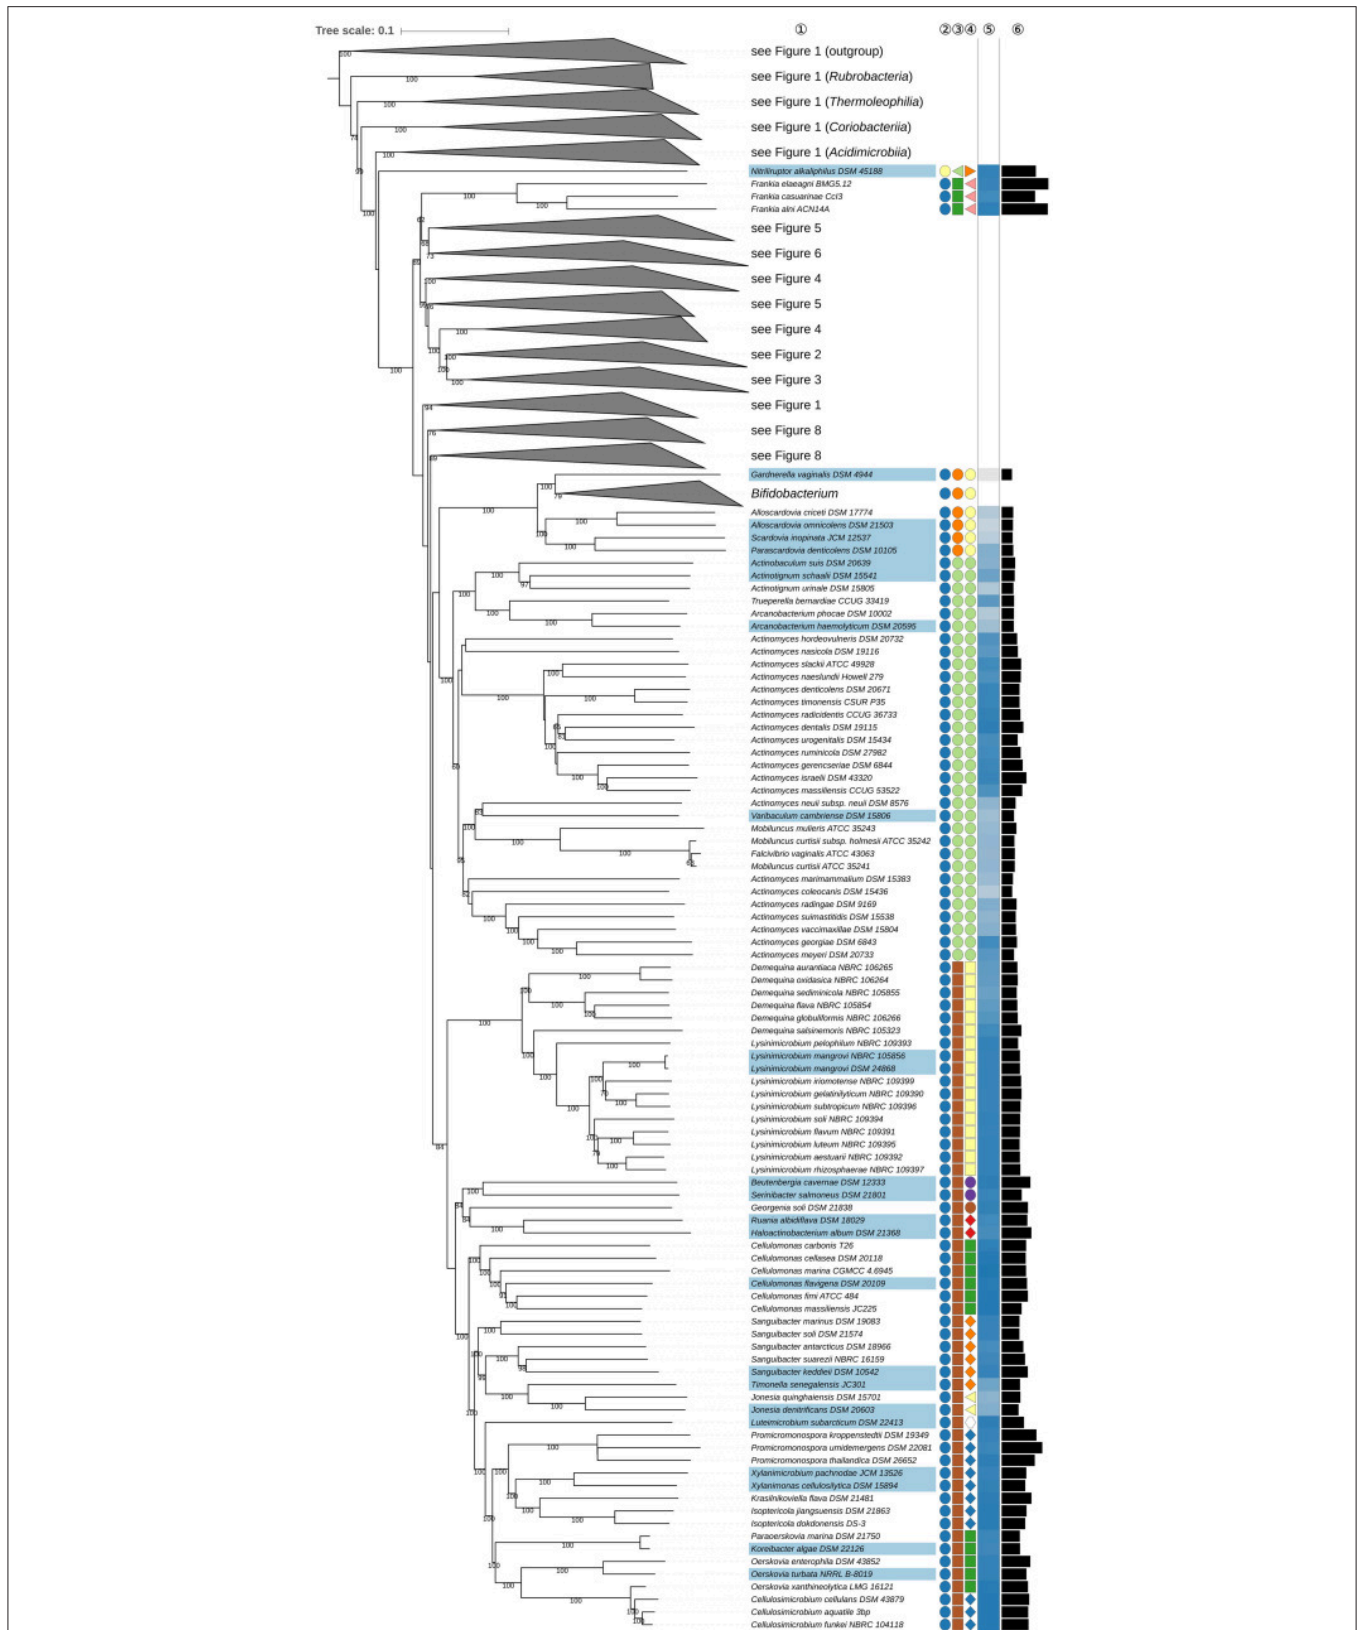 Tree scale: 0.1
① ② ③ ④ ⑤ ⑥
see Figure 1 (outgroup)
see Figure 1 (Rubrobacteria)
see Figure 1 (Thermoleophilia)
see Figure 1 (Coriobacteriia)
see Figure 1 (Acidimicrobiia)
Nitriliruptor alkaliphilus DSM 45188
Frankia elaeagni BMG5.12
Frankia casuarinae CcI3
Frankia alni ACN14A
see Figure 5
see Figure 6
see Figure 4
see Figure 5
see Figure 4
see Figure 2
see Figure 3
see Figure 1
see Figure 8
see Figure 8
Gardnerella vaginalis DSM 4944
Bifidobacterium
Alloscardovia criceti DSM 17774
Alloscardovia omnicolens DSM 21503
Scardovia inopinata JCM 12537
Parascardovia denticolens DSM 10105
Actinobaculum suis DSM 20639
Actinotignum schaalii DSM 15541
Actinotignum urinale DSM 15805
Trueperella bernardiae CCUG 33419
Arcanobacterium phocae DSM 10002
Arcanobacterium haemolyticum DSM 20595
Actinomyces hordeovulneris DSM 20732
Actinomyces nasicola DSM 19116
Actinomyces slackii ATCC 49928
Actinomyces naeslundii Howell 279
Actinomyces denticolens DSM 20671
Actinomyces timonensis CSUR P35
Actinomyces radicidentis CCUG 36733
Actinomyces dentalis DSM 19115
Actinomyces urogenitalis DSM 15434
Actinomyces ruminicola DSM 27982
Actinomyces gerencseriae DSM 6844
Actinomyces israelii DSM 43320
Actinomyces massiliensis CCUG 53522
Actinomyces neuii subsp. neuii DSM 8576
Varibaculum cambriense DSM 15806
Mobiluncus mulieris ATCC 35243
Mobiluncus curtisii subsp. holmesii ATCC 35242
Falcivibrio vaginalis ATCC 43063
Mobiluncus curtisii ATCC 35241
Actinomyces marimammalium DSM 15383
Actinomyces coleocanis DSM 15436
Actinomyces radingae DSM 9169
Actinomyces suimastitidis DSM 15538
Actinomyces vaccimaxillae DSM 15804
Actinomyces georgiae DSM 6843
Actinomyces meyeri DSM 20733
Demequina aurantiaca NBRC 106265
Demequina oxidasica NBRC 106264
Demequina sediminicola NBRC 105855
Demequina flava NBRC 105854
Demequina globuliformis NBRC 106266
Demequina salsinemoris NBRC 105323
Lysinimicrobium pelophilum NBRC 109393
Lysinimicrobium mangrovi NBRC 105856
Lysinimicrobium mangrovi DSM 24868
Lysinimicrobium iriomotense NBRC 109399
Lysinimicrobium gelatinilyticum NBRC 109390
Lysinimicrobium subtropicum NBRC 109396
Lysinimicrobium soli NBRC 109394
Lysinimicrobium flavum NBRC 109391
Lysinimicrobium luteum NBRC 109395
Lysinimicrobium aestuarii NBRC 109392
Lysinimicrobium rhizosphaerae NBRC 109397
Beutenbergia cavernae DSM 12333
Serinibacter salmoneus DSM 21801
Georgenia soli DSM 21838
Ruania albidiflava DSM 18029
Haloactinobacterium album DSM 21368
Cellulomonas carbonis T26
Cellulomonas cellasea DSM 20118
Cellulomonas marina CGMCC 4.6945
Cellulomonas flavigena DSM 20109
Cellulomonas fimi ATCC 484
Cellulomonas massiliensis JC225
Sanguibacter marinus DSM 19083
Sanguibacter soli DSM 21574
Sanguibacter antarcticus DSM 18966
Sanguibacter suarezii NBRC 16159
Sanguibacter keddieii DSM 10542
Timonella senegalensis JC301
Jonesia quinghaiensis DSM 15701
Jonesia denitrificans DSM 20603
Luteimicrobium subarcticum DSM 22413
Promicromonospora kroppenstedtii DSM 19349
Promicromonospora umidemergens DSM 22081
Promicromonospora thailandica DSM 26652
Xylanimicrobium pachnodae JCM 13526
Xylanimonas cellulosilytica DSM 15894
Krasilnikoviella flava DSM 21481
Isoptericola jiangsuensis DSM 21863
Isoptericola dokdonensis DS-3
Paraoerskovia marina DSM 21750
Koreibacter algae DSM 22126
Oerskovia enterophila DSM 43852
Oerskovia turbata NRRL B-8019
Oerskovia xanthineolytica LMG 16121
Cellulosimicrobium cellulans DSM 43879
Cellulosimicrobium aquatile 3bp
Cellulosimicrobium funkei NBRC 104118